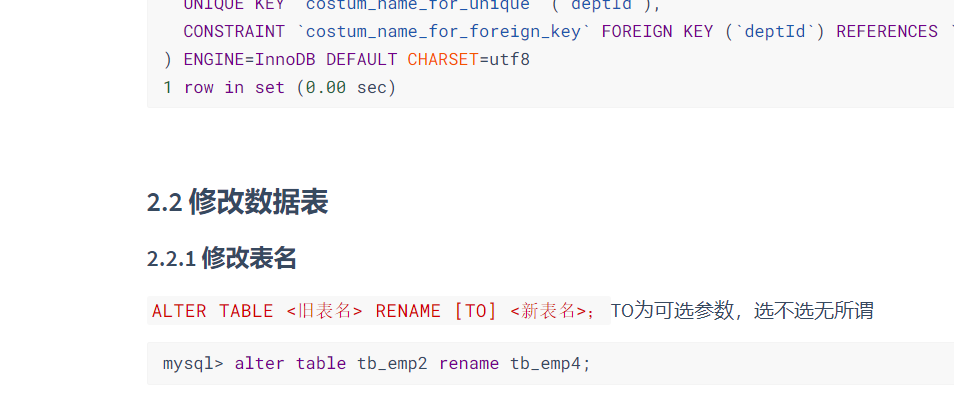 UNIQUE KEY `costum_name_for_unique` (`deptId`),
CONSTRAINT `costum_name_for_foreign_key` FOREIGN KEY (`deptId`) REFERENCES `
) ENGINE=InnoDB DEFAULT CHARSET=utf8
1 row in set (0.00 sec)
2.2 修改数据表
2.2.1 修改表名
ALTER TABLE <旧表名> RENAME [TO] <新表名>; TO为可选参数，选不选无所谓
mysql> alter table tb_emp2 rename tb_emp4;